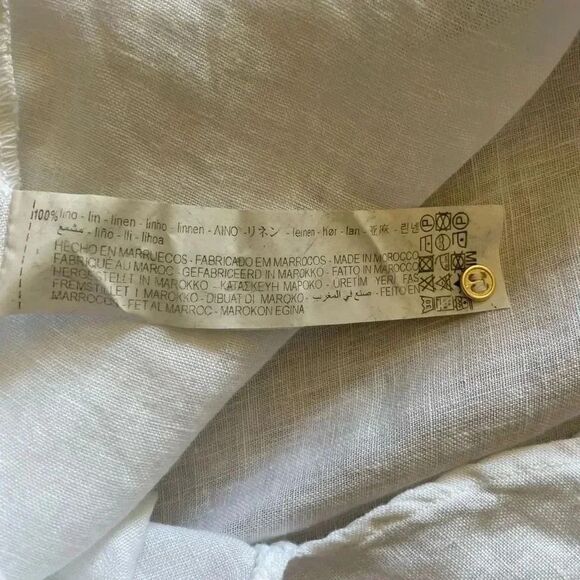 100% lino - lin - linen - linho - linnen - ΛΙΝΟ - リネン - leinen - hør - lan - 亚麻 - 린넨
مشمع - liño - lli - lihoa
HECHO EN MARRUECOS - FABRICADO EM MARROCOS - MADE IN MOROCCO
FABRIQUE AU MAROC - GEFABRICEERD IN MAROKKO - FATTO IN MAROCCO
HERGESTELLT IN MAROKKO - ΚΑΤΑΣΚΕΥΗ ΜΑΡΟΚΟ - URETIM YERI FAS
FREMSTILLET I MAROKKO - DIBUAT DI MAROKO - صنع في المغرب - FEITO EN
MARROCOS - FET AL MARROC - MAROKON EGINA